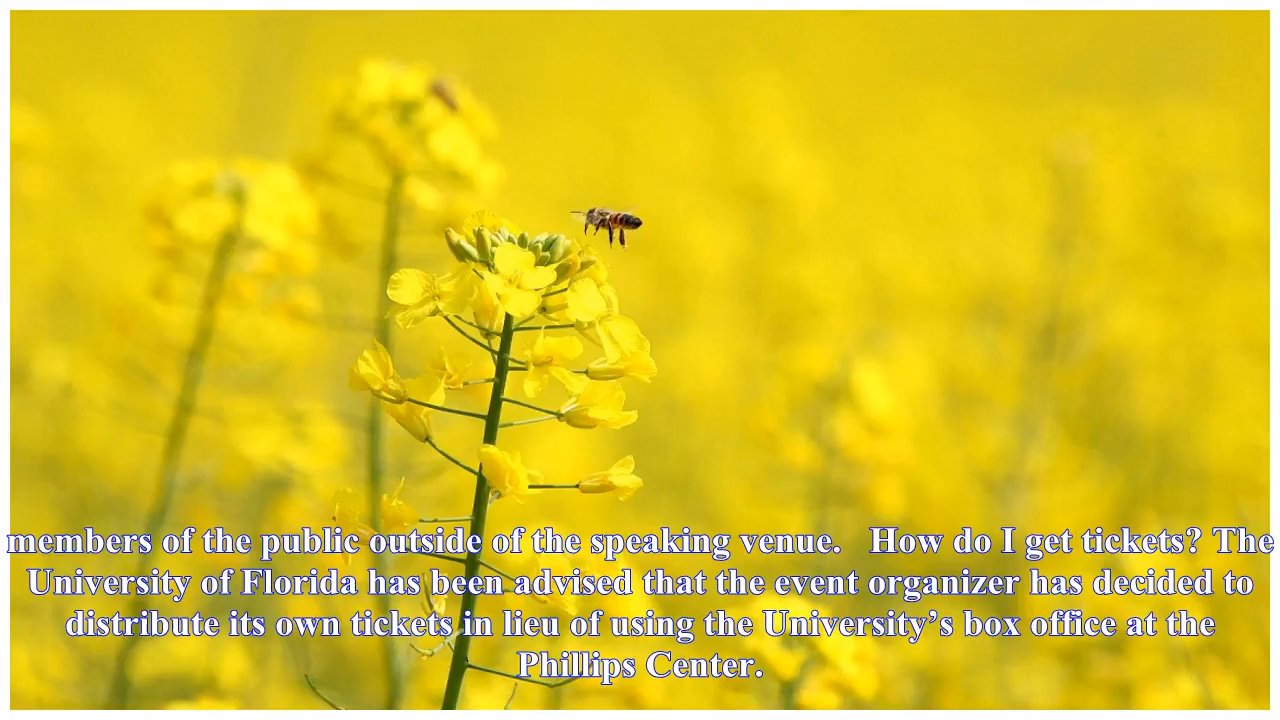 members of the public outside of the speaking venue.   How do I get tickets? The
University of Florida has been advised that the event organizer has decided to
distribute its own tickets in lieu of using the University’s box office at the
Phillips Center.